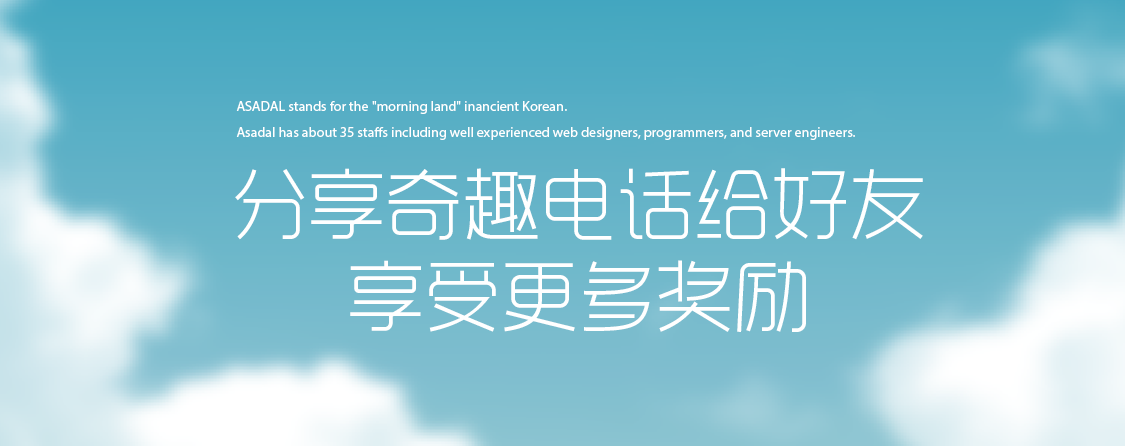 ASADAL stands for the "morning land" inancient Korean.
Asadal has about 35 staffs including well experienced web designers, programmers, and server engineers.
分享奇趣电话给好友
享受更多奖励